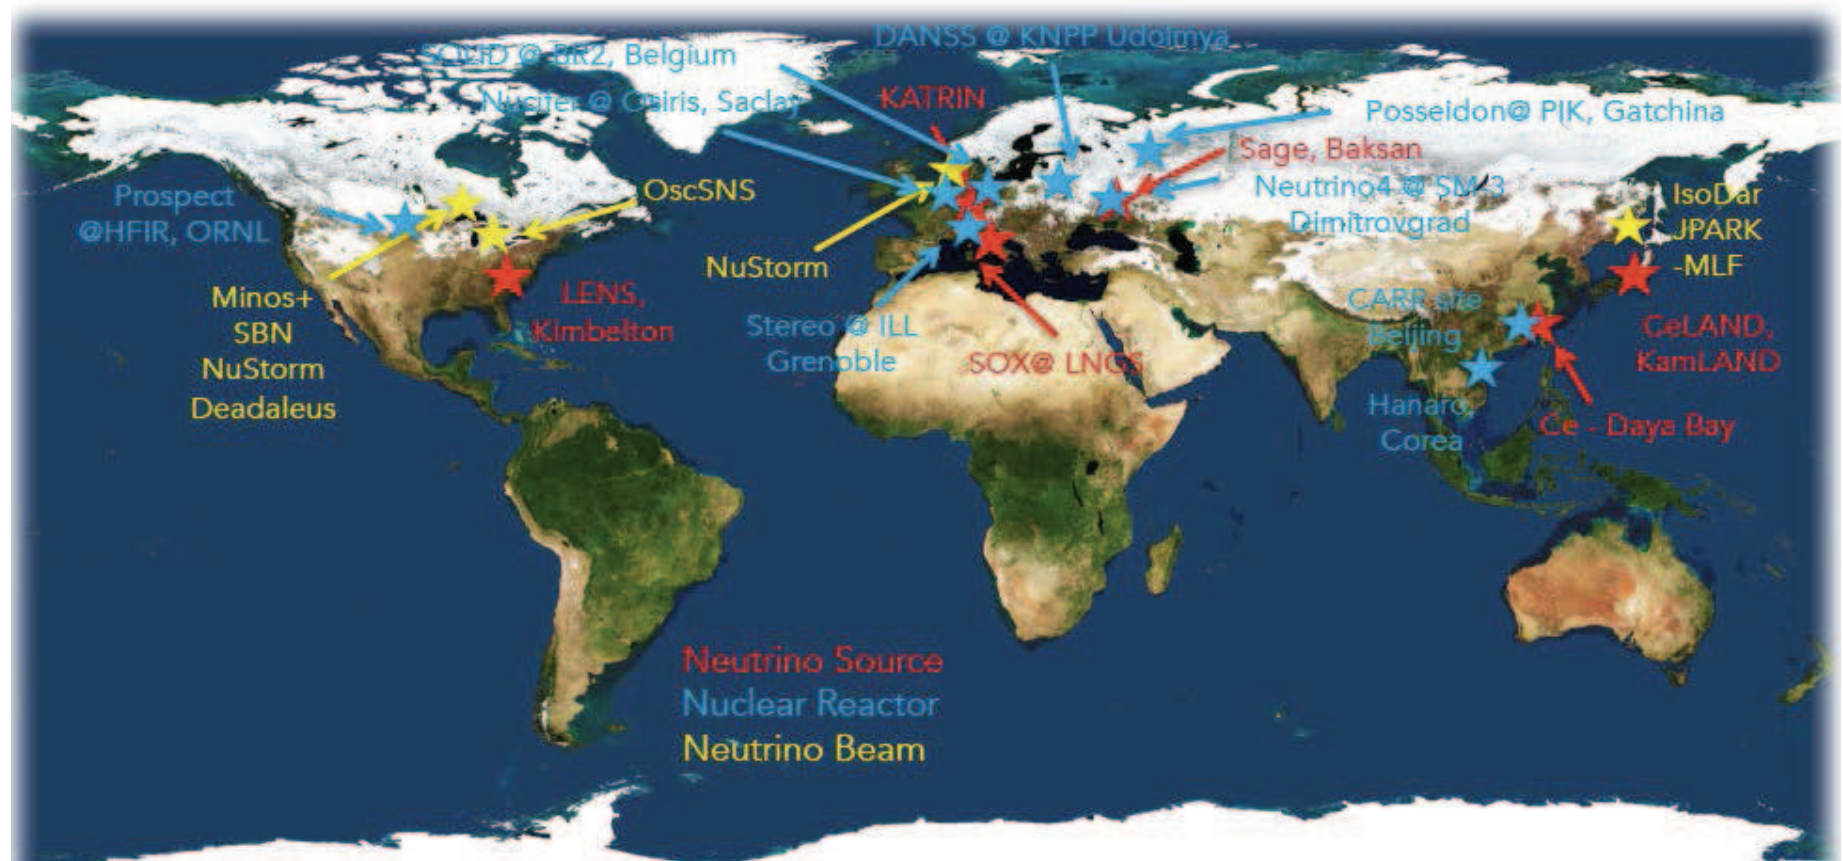 SOLID @ BR2, Belgium
DANSS @ KNPP Udolmya
Nucifer @ Osiris, Saclay
KATRIN
Posseidon@ PIK, Gatchina
Sage, Baksan
Neutrino4 @ SM-3
Dimitrovgrad
Prospect
@HFIR, ORNL
OscSNS
IsoDar
JPARK
-MLF
NuStorm
Minos+
SBN
NuStorm
Deadaleus
LENS,
Kimbelton
Stereo @ ILL
Grenoble
SOX@ LNGS
CARR site
Beijing
CeLAND,
KamLAND
Hanaro,
Corea
Ce - Daya Bay
Neutrino Source
Nuclear Reactor
Neutrino Beam